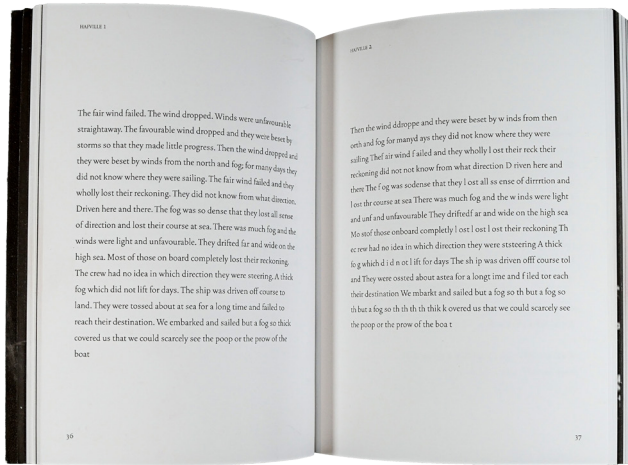 HAFVILLE 1
The fair wind failed. The wind dropped. Winds were unfavourable
straightaway. The favourable wind dropped and they were beset by
storms so that they made little progress. Then the wind dropped and
they were beset by winds from the north and fog; for many days they
did not know where they were sailing. The fair wind failed and they
wholly lost their reckoning. They did not know from what direction.
Driven here and there. The fog was so dense that they lost all sense
of direction and lost their course at sea. There was much fog and the
winds were light and unfavourable. They drifted far and wide on the
high sea. Most of those on board completely lost their reckoning.
The crew had no idea in which direction they were steering. A thick
fog which did not lift for days. The ship was driven off course to
land. They were tossed about at sea for a long time and failed to
reach their destination. We embarked and sailed but a fog so thick
covered us that we could scarcely see the poop or the prow of the
boat
36
HAFVILLE 2
Then the wind ddroppe and they were beset by w inds from then
orth and fog for manyd ays they did not know where they were
sailing Thef air wind f ailed and they wholly l ost their reck their
reckoning did not not know from what direction D riven here and
there The f og was sodense that they l ost all ss ense of dirrrtion and
l ost thr course at sea There was much fog and the w inds were light
and unf and unfavourable They driftedf ar and wide on the high sea
Mo stof those onboard completly l ost l ost l ost their reckoning Th
ec rew had no idea in which direction they were ststeering A thick
fo g which d i d n ot l ift for days The sh ip was driven offf course tol
and They were ossted about astea for a longt ime and f iled tor each
their destination We embarkt and sailed but a fog so th but a fog so
th but a fog so th th th th thik k overed us that we could scarcely see
the poop or the prow of the boa t
37